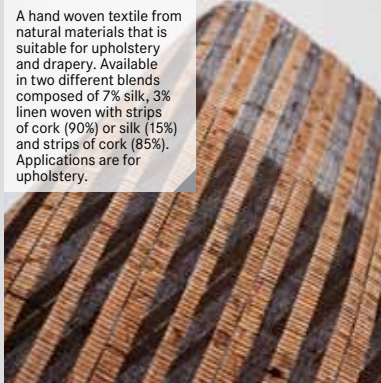 A hand woven textile from
natural materials that is
suitable for upholstery
and drapery. Available
in two different blends
composed of 7% silk, 3%
linen woven with strips
of cork (90%) or silk (15%)
and strips of cork (85%).
Applications are for
upholstery.